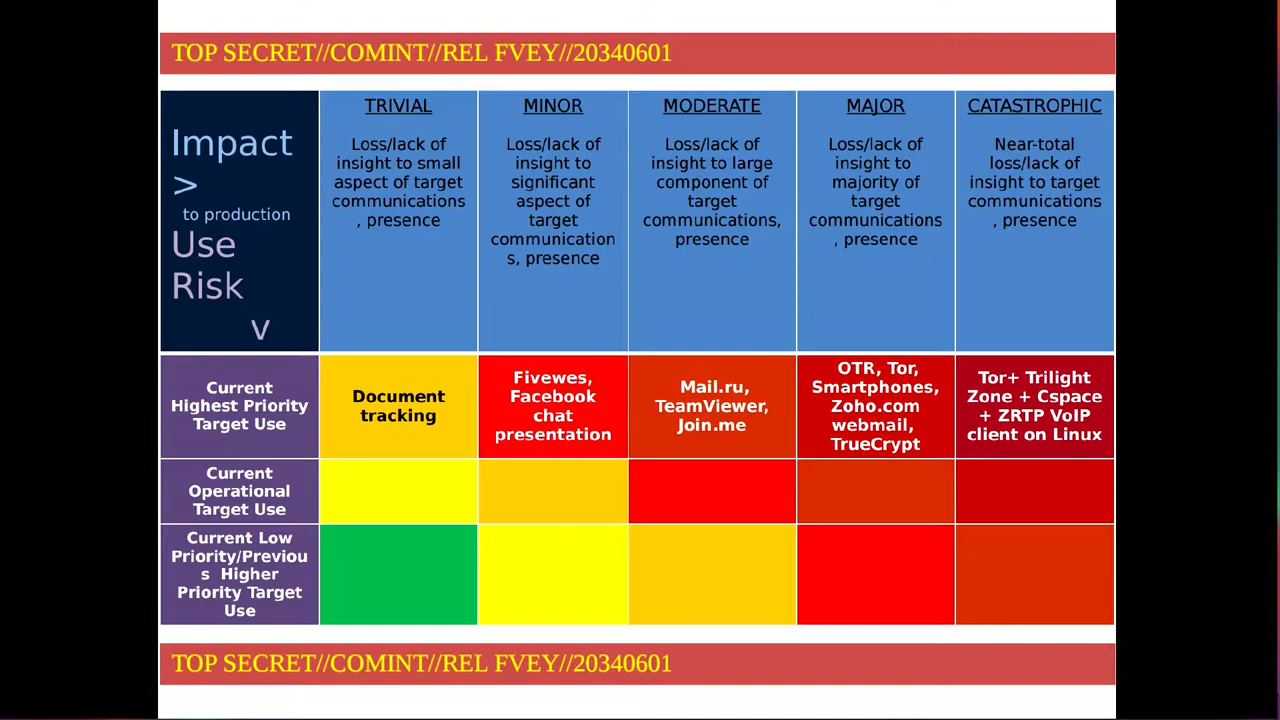 TOP SECRET//COMINT//REL FVEY//20340601
Impact
>
to production
Use
Risk
v
TRIVIAL
Loss/lack of
insight to small
aspect of target
communications
, presence
MINOR
Loss/lack of
insight to
significant
aspect of
target
communication
s, presence
MODERATE
Loss/lack of
insight to large
component of
target
communications,
presence
MAJOR
Loss/lack of
insight to
majority of
target
communications
, presence
CATASTROPHIC
Near-total
loss/lack of
insight to target
communications
, presence
Current
Highest Priority
Target Use
Document
tracking
Fivewes,
Facebook
chat
presentation
Mail.ru,
TeamViewer,
Join.me
OTR, Tor,
Smartphones,
Zoho.com
webmail,
TrueCrypt
Tor+ Trilight
Zone + Cspace
+ ZRTP VoIP
client on Linux
Current
Operational
Target Use
Current Low
Priority/Previou
s Higher
Priority Target
Use
TOP SECRET//COMINT//REL FVEY//20340601